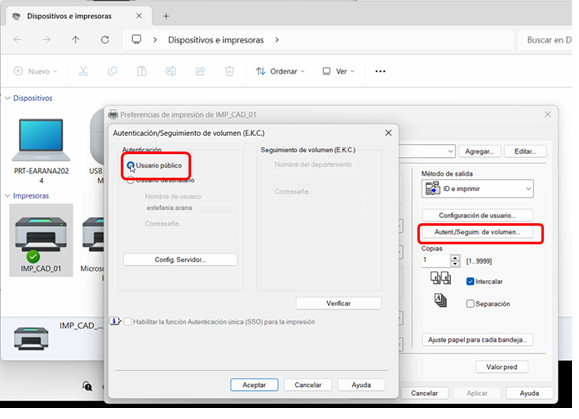 Dispositivos e impresoras
Dispositivos e impresoras
Buscar en D
Nuevo
Ordenar
Ver
Dispositivos
PRT-EARANA202
4
USB
M
Impresoras
IMP_CAD_01
Microsof
IMP_CAD_...
Preferencias de impresión de IMP_CAD_01
Agregar...
Editar...
Método de salida
ID e imprimir
Configuración de usuario...
Autent./Seguim. de volumen...
Copias
1
[1..9999]
Intercalar
Separación
Ajuste papel para cada bandeja...
Valor pred
Cancelar
Aplicar
Ayuda
Autenticación/Seguimiento de volumen (E.K.C.)
Autenticación
Usuario público
Usuario destinatario
Nombre de usuario
estefania arana
Contraseña
Config. Servidor...
Seguimiento de volumen (E.K.C.)
Nombre del departamento
Contraseña
Verificar
Habilitar la función Autenticación única (SSO) para la impresión
Aceptar
Cancelar
Ayuda